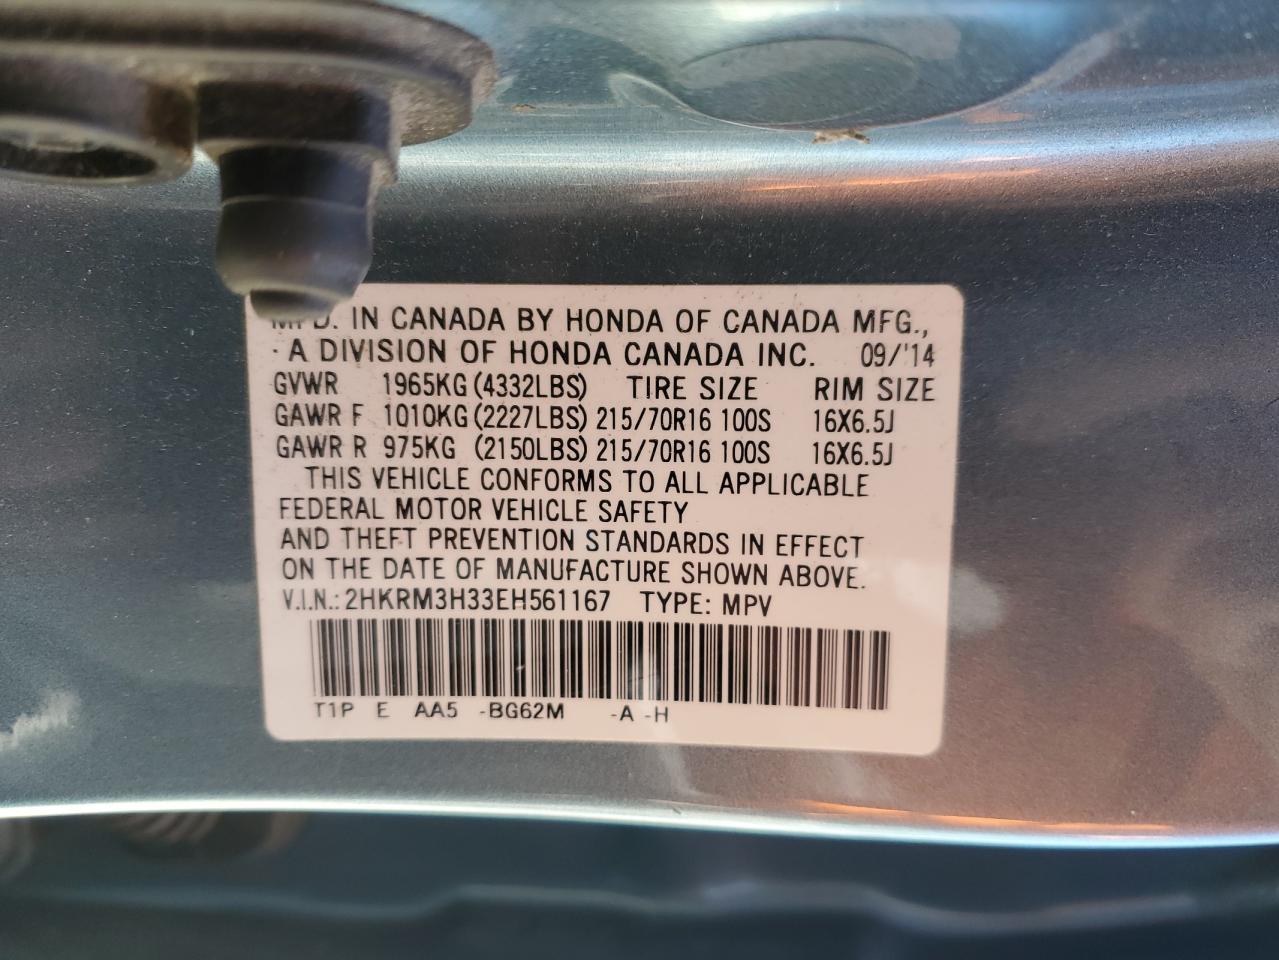 MFD. IN CANADA BY HONDA OF CANADA MFG.,
A DIVISION OF HONDA CANADA INC. 09/'14
GVWR 1965KG (4332LBS) TIRE SIZE RIM SIZE
GAWR F 1010KG (2227LBS) 215/70R16 100S 16X6.5J
GAWR R 975KG (2150LBS) 215/70R16 100S 16X6.5J
THIS VEHICLE CONFORMS TO ALL APPLICABLE
FEDERAL MOTOR VEHICLE SAFETY
AND THEFT PREVENTION STANDARDS IN EFFECT
ON THE DATE OF MANUFACTURE SHOWN ABOVE.
V.I.N.: 2HKRM3H33EH561167 TYPE: MPV
T1P E AA5 -BG62M -A -H